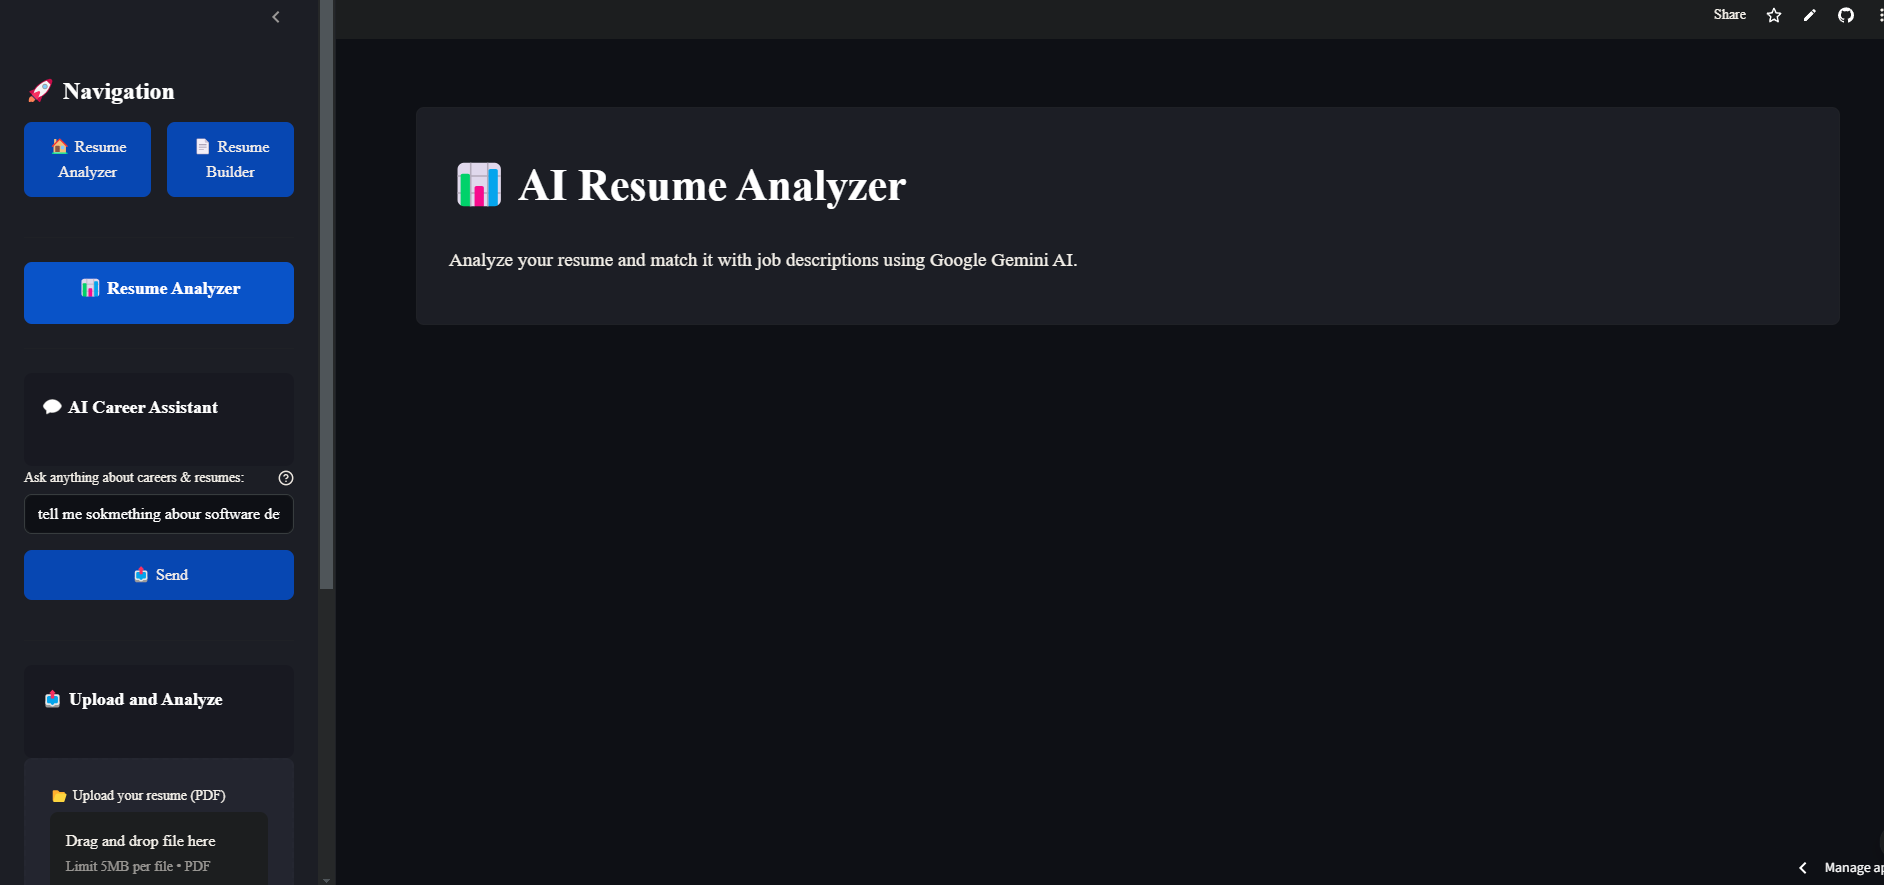 Share
Navigation
Resume
Analyzer
Resume
Builder
Resume Analyzer
AI Career Assistant
Ask anything about careers & resumes:
tell me sokmething abour software de
Send
Upload and Analyze
Upload your resume (PDF)
Drag and drop file here
Limit 5MB per file • PDF
AI Resume Analyzer
Analyze your resume and match it with job descriptions using Google Gemini AI.
Manage ap